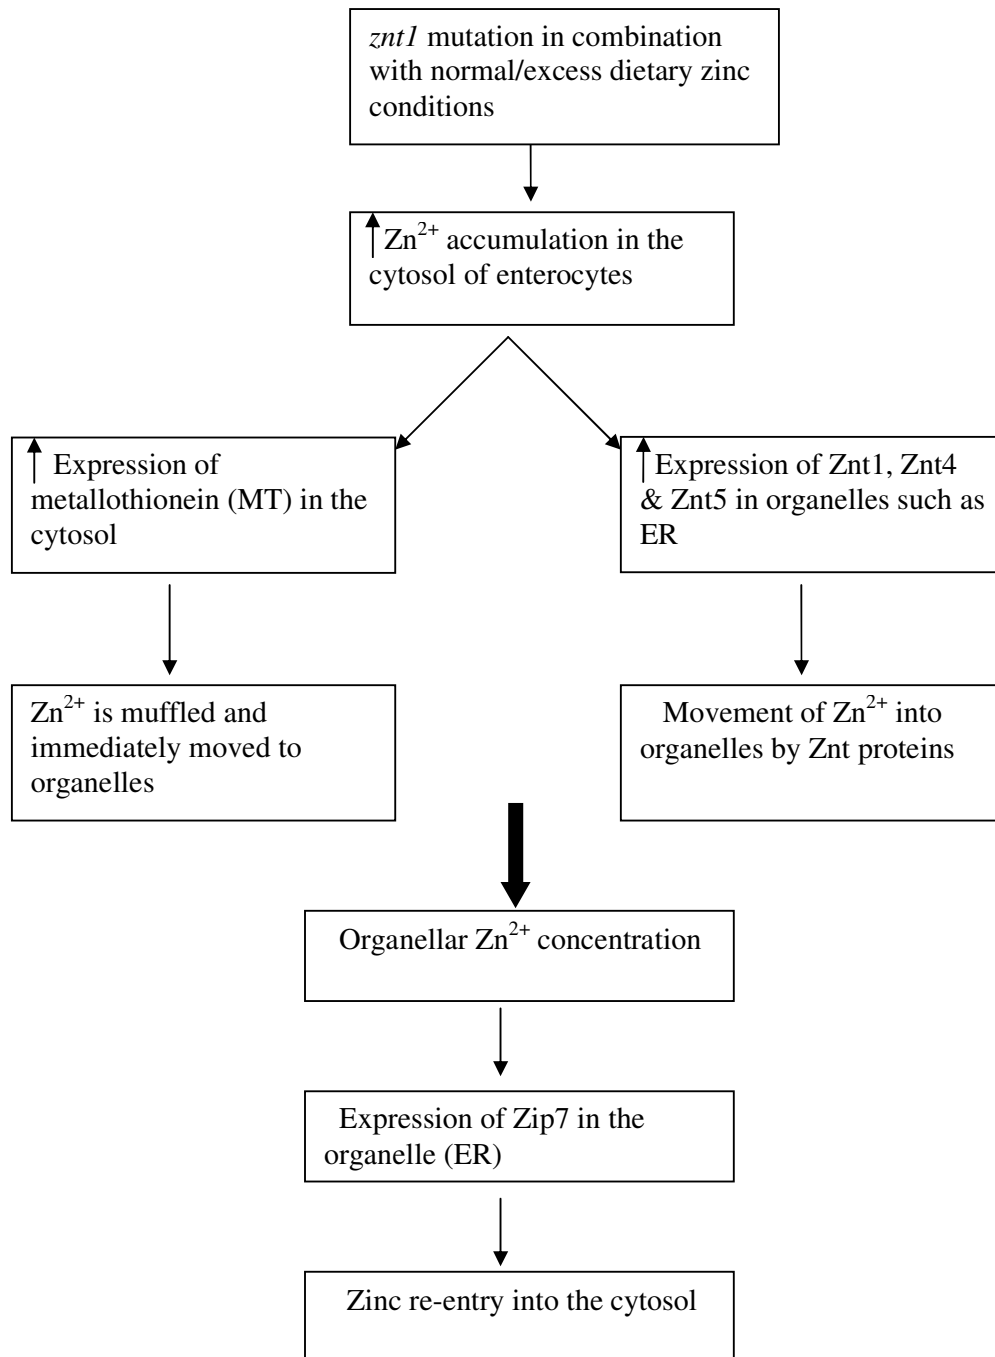 znt1 mutation in combination
with normal/excess dietary zinc
conditions
Zn²⁺ accumulation in the
cytosol of enterocytes
Expression of
metallothionein (MT) in the
cytosol
Expression of Znt1, Znt4
& Znt5 in organelles such as
ER
Zn²⁺ is muffled and
immediately moved to
organelles
Movement of Zn²⁺ into
organelles by Znt proteins
Organellar Zn²⁺ concentration
Expression of Zip7 in the
organelle (ER)
Zinc re-entry into the cytosol